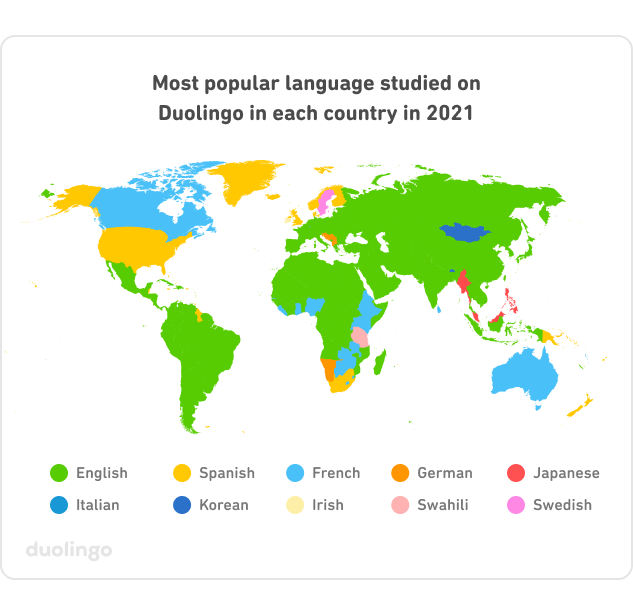 Most popular language studied on
Duolingo in each country in 2021
English Spanish French German Japanese
Italian Korean Irish Swahili Swedish
duolingo